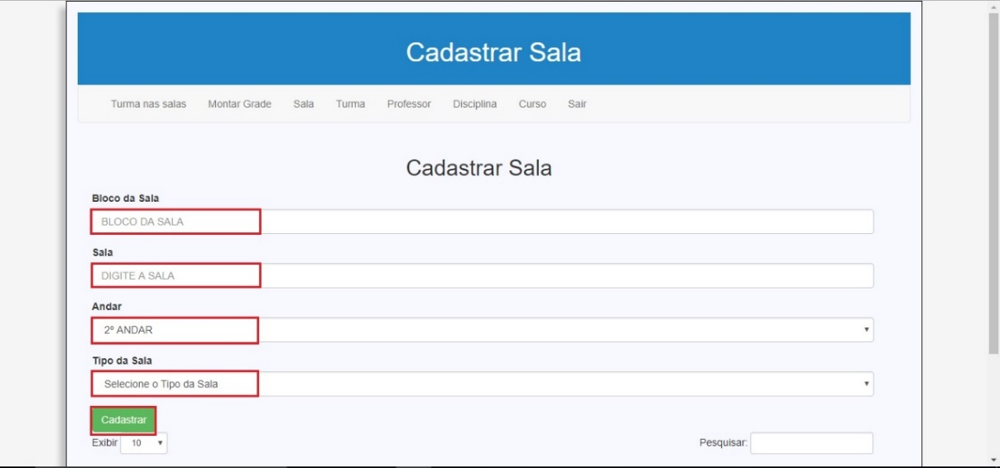 Cadastrar Sala
Turma nas salas Montar Grade Sala Turma Professor Disciplina Curso Sair
Cadastrar Sala
Bloco da Sala
BLOCO DA SALA
Sala
DIGITE A SALA
Andar
2º ANDAR
Tipo da Sala
Selecione o Tipo da Sala
Cadastrar
Exibir 10 Pesquisar: